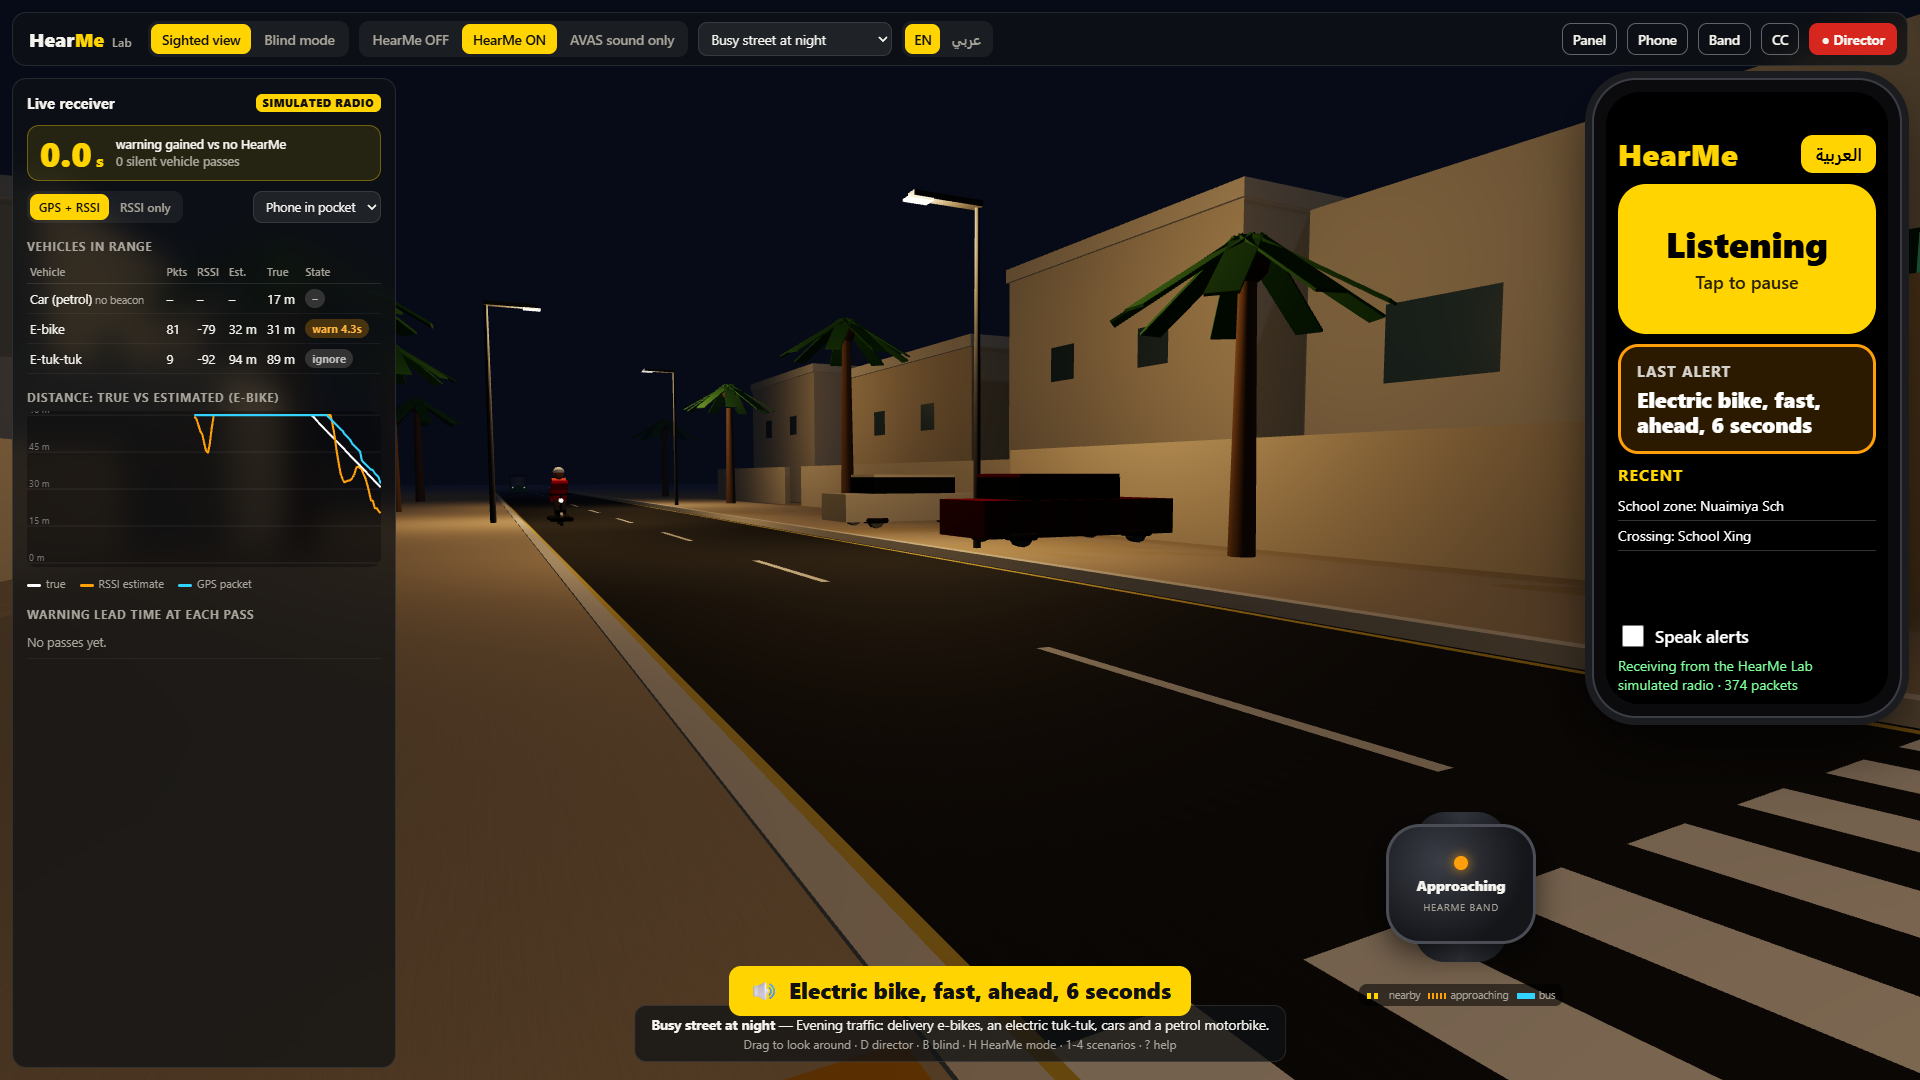 HearMe Lab
Sighted view Blind mode
HearMe OFF HearMe ON AVAS sound only
Busy street at night
EN عربي
Panel Phone Band CC ● Director
Live receiver SIMULATED RADIO
0.0 s
warning gained vs no HearMe
0 silent vehicle passes
GPS + RSSI RSSI only Phone in pocket
VEHICLES IN RANGE
Vehicle Pkts RSSI Est. True State
Car (petrol) no beacon – – – 17 m –
E-bike 81 -79 32 m 31 m warn 4.3s
E-tuk-tuk 9 -92 94 m 89 m ignore
DISTANCE: TRUE VS ESTIMATED (E-BIKE)
45 m
30 m
15 m
0 m
true RSSI estimate GPS packet
WARNING LEAD TIME AT EACH PASS
No passes yet.
HearMe العربية
Listening
Tap to pause
LAST ALERT
Electric bike, fast,
ahead, 6 seconds
RECENT
School zone: Nuaimiya Sch
Crossing: School Xing
Speak alerts
Receiving from the HearMe Lab
simulated radio · 374 packets
Approaching
HEARME BAND
nearby approaching bus
Electric bike, fast, ahead, 6 seconds
Busy street at night — Evening traffic: delivery e-bikes, an electric tuk-tuk, cars and a petrol motorbike.
Drag to look around · D director · B blind · H HearMe mode · 1-4 scenarios · ? help